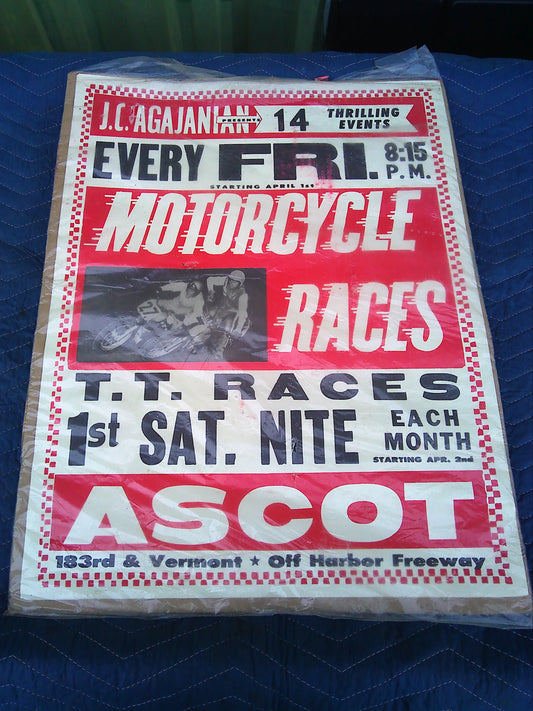 J.C. AGAJANIAN PRESENTS 14 THRILLING EVENTS
EVERY FRI. 8:15 P.M.
STARTING APRIL 1st
MOTORCYCLE
RACES
T.T. RACES
1st SAT. NITE EACH MONTH
STARTING APR. 2nd
ASCOT
183rd & Vermont ★ Off Harbor Freeway